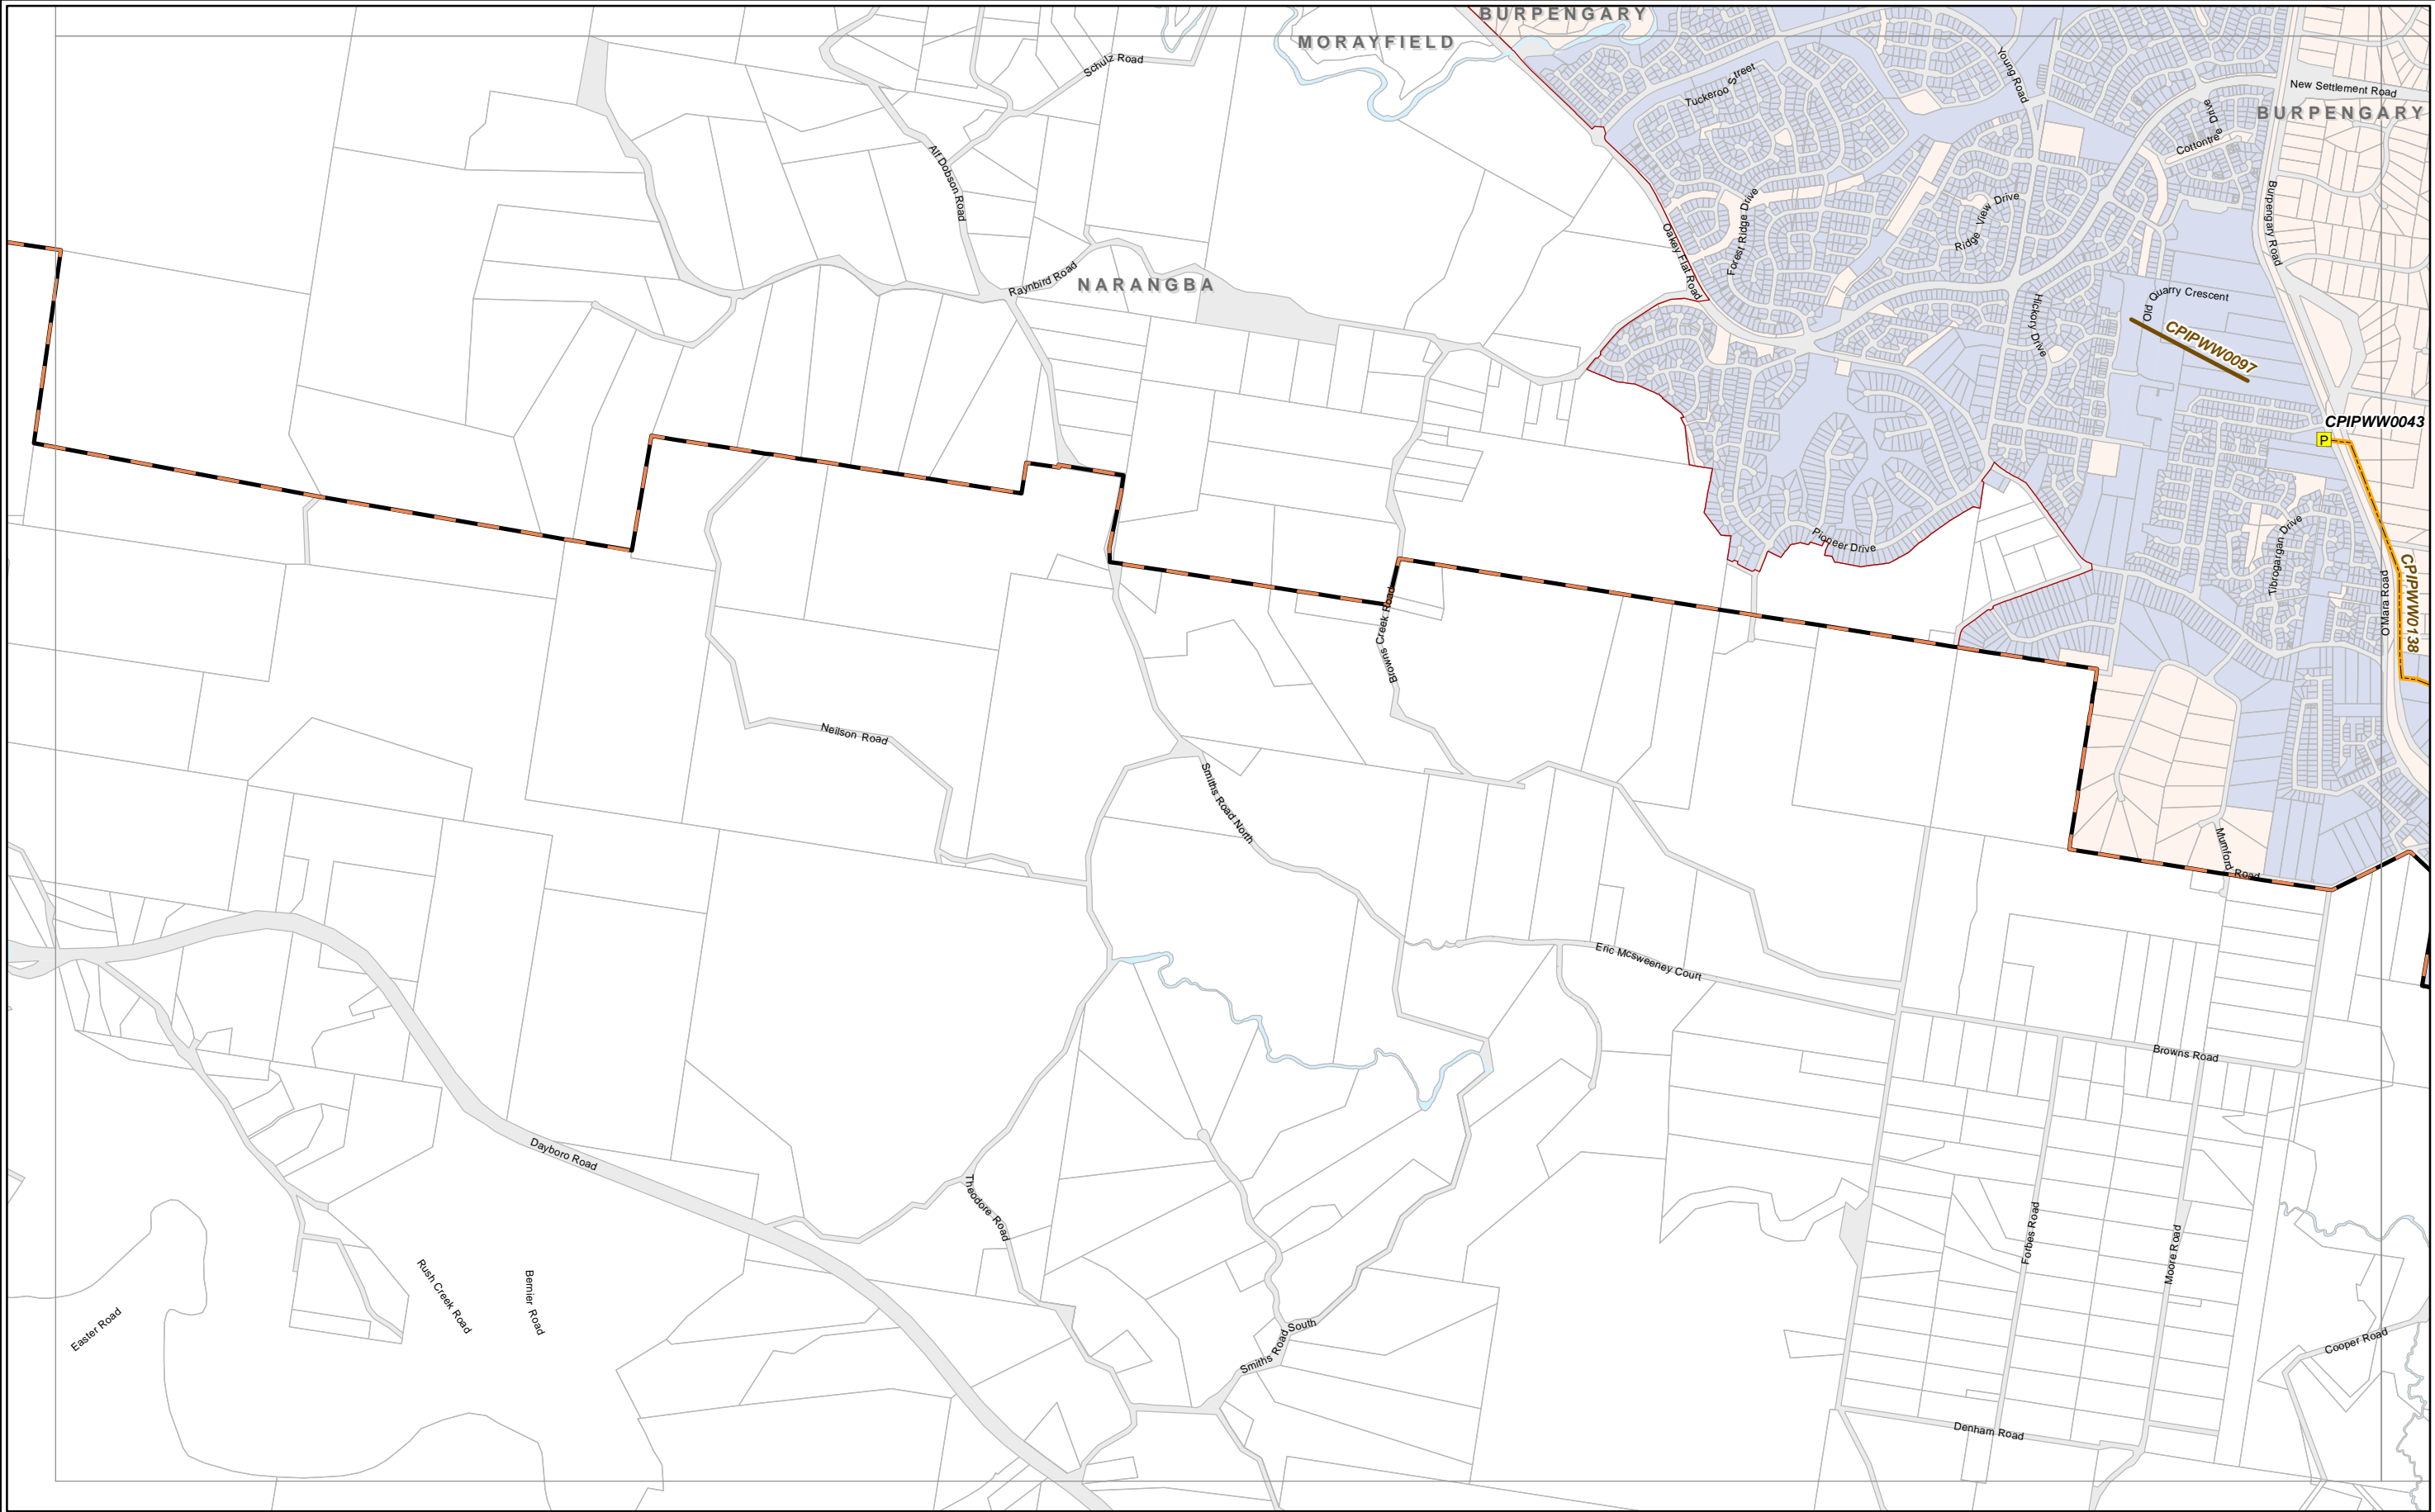 BURPENGARY
MORAYFIELD
Schulz Road
Young Road
Tuckeroo Street
New Settlement Road
BURPENGARY
Cottontree Drive
Alf Dobson Road
Burpengary Road
Forest Ridge Drive
Ridge View Drive
Oakey Flat Road
Raynbird Road
NARANGBA
Old Quarry Crescent
Hickory Drive
CPIPWW0097
CPIPWW0043
P
Pioneer Drive
Tibrogargan Drive
O'Mara Road
CPIPWW0138
Browns Creek Road
Neilson Road
Smiths Road North
Mumford Road
Eric Mcsweeney Court
Browns Road
Dayboro Road
Theodore Road
Forbes Road
Moore Road
Rush Creek Road
Bernier Road
Easter Road
Smiths Road South
Cooper Road
Denham Road